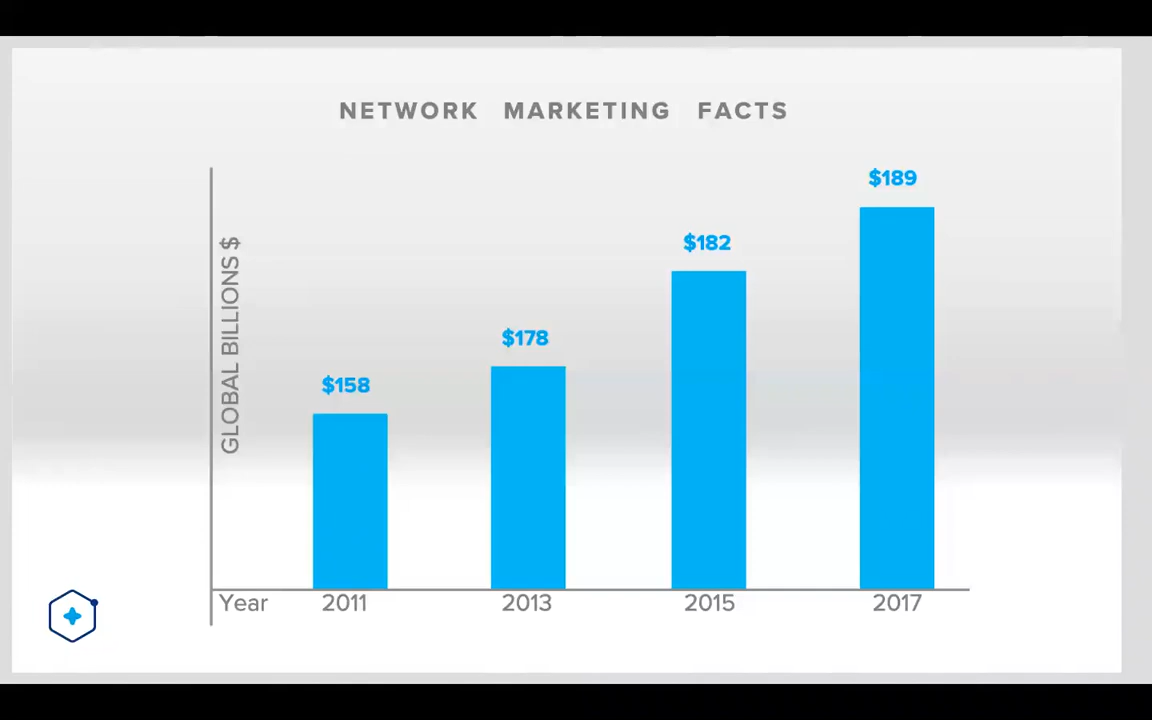 NETWORK MARKETING FACTS
$189
$182
$178
$158
GLOBAL BILLIONS $
Year 2011 2013 2015 2017